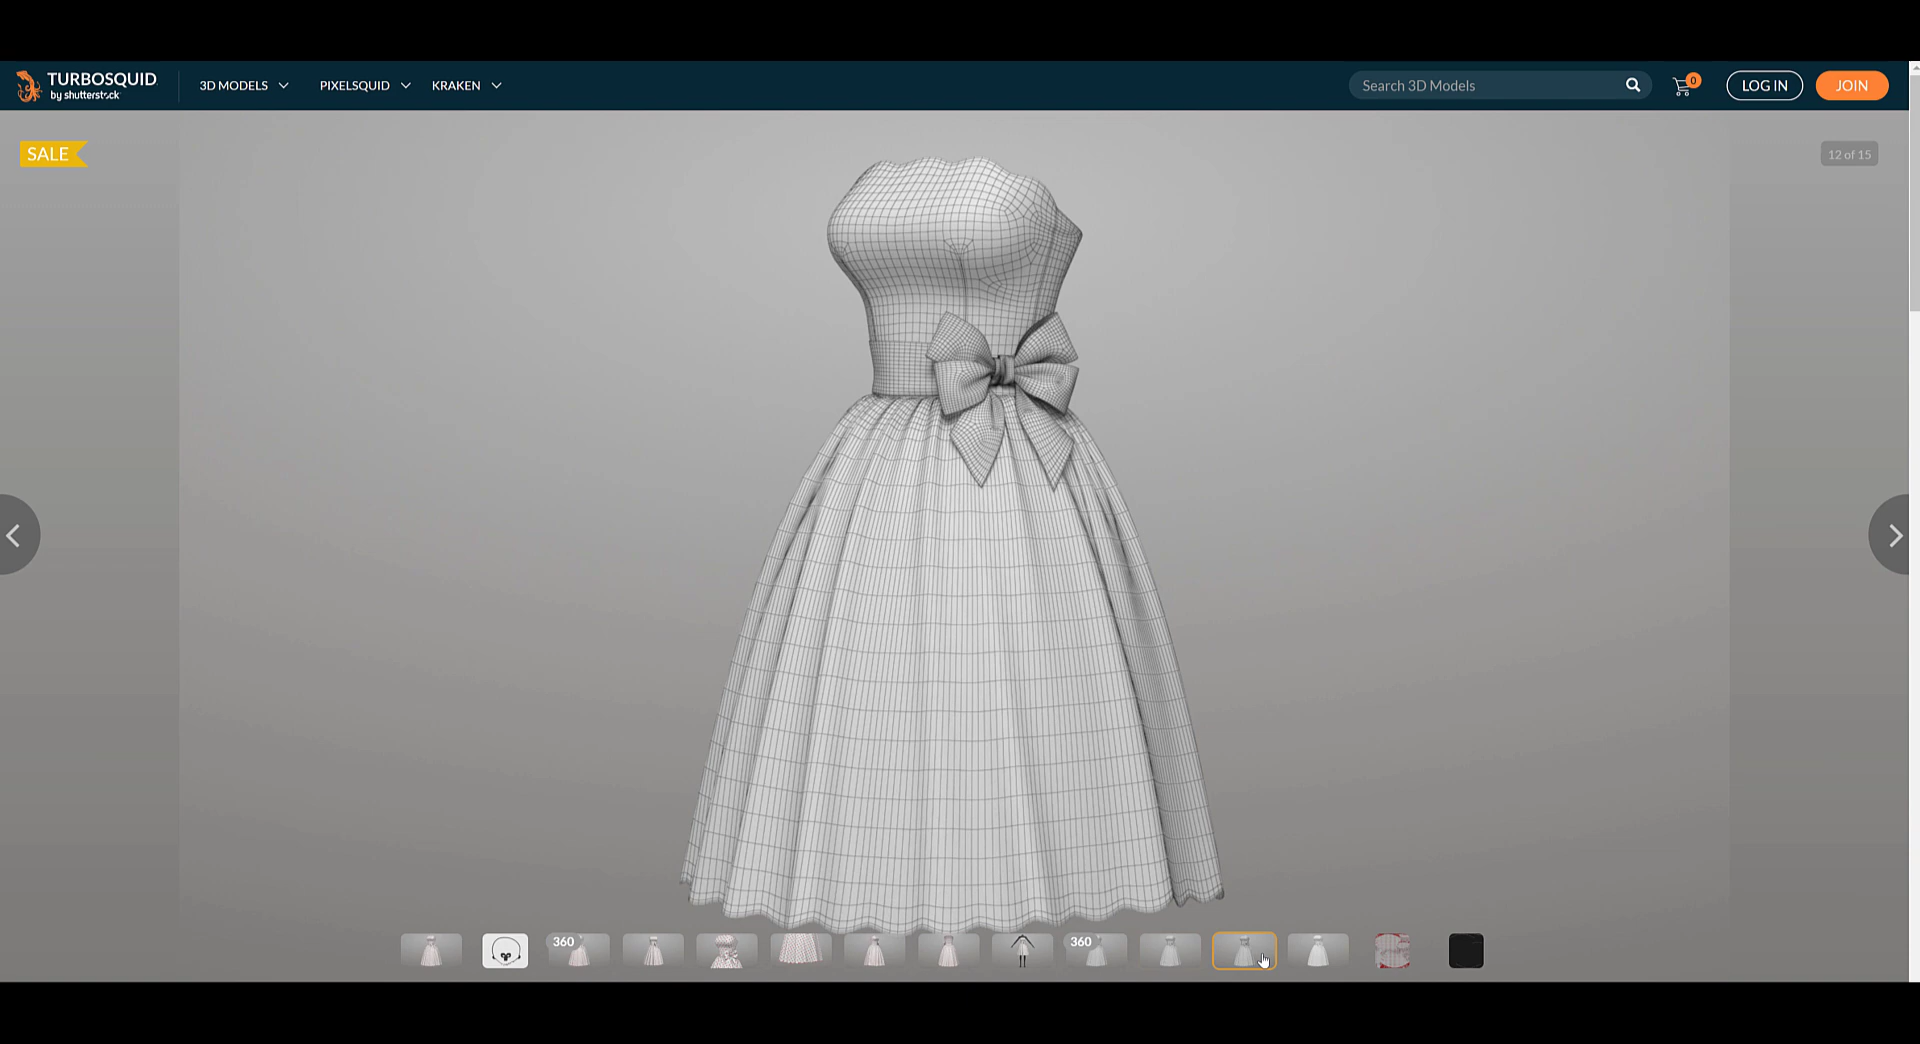 TURBOSQUID
by shutterstock
3D MODELS
PIXELSQUID
KRAKEN
Search 3D Models
0
LOG IN
JOIN
SALE
12 of 15
360
360